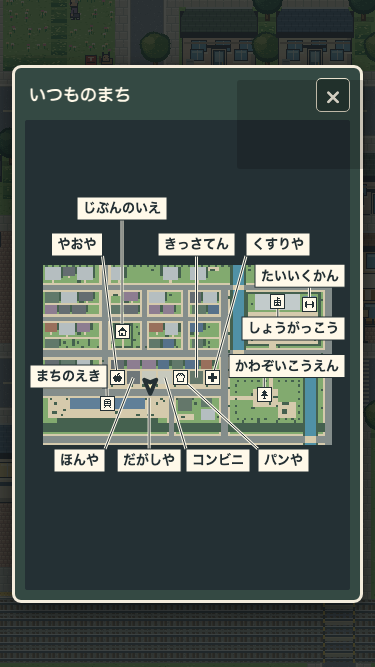 いつものまち
じぶんのいえ
やおや
きっさてん
くすりや
たいいくかん
しょうがっこう
かわぞいこうえん
まちのえき
ほんや
だがしや
コンビニ
パンや